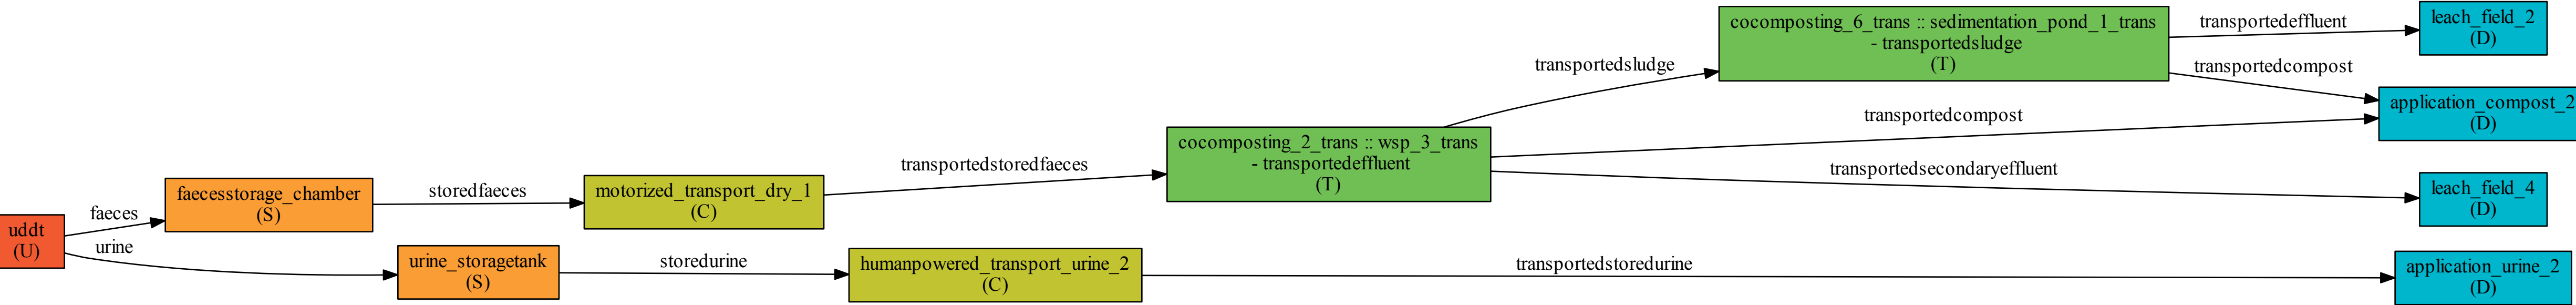 uddt
(U)
faeces
urine
faecesstorage_chamber
(S)
storedfaeces
urine_storagetank
(S)
storedurine
motorized_transport_dry_1
(C)
transportedstoredfaeces
humanpowered_transport_urine_2
(C)
transportedstoredurine
cocomposting_2_trans :: wsp_3_trans
- transportedeffluent
(T)
transportedsludge
transportedcompost
transportedsecondaryeffluent
cocomposting_6_trans :: sedimentation_pond_1_trans
- transportedsludge
(T)
transportedeffluent
transportedcompost
leach_field_2
(D)
application_compost_2
(D)
leach_field_4
(D)
application_urine_2
(D)